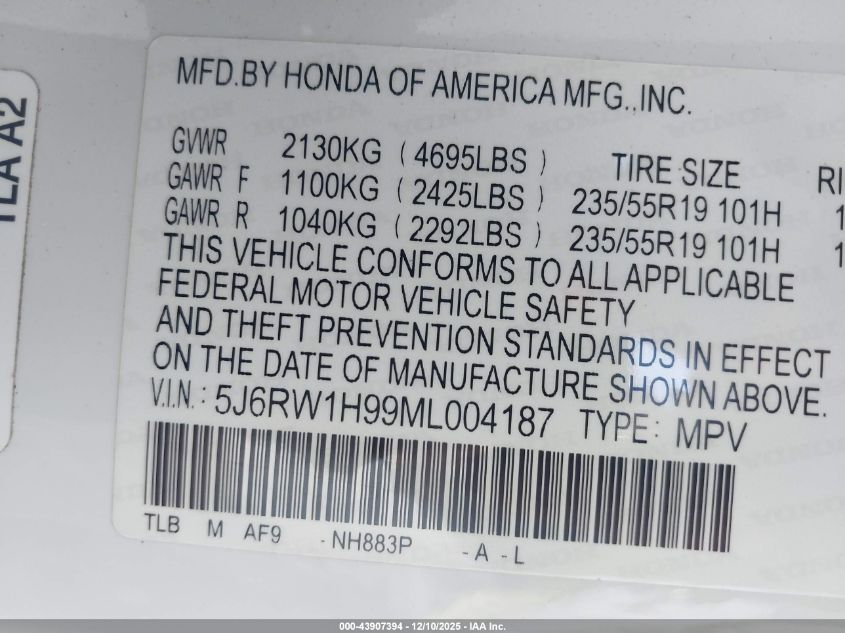 TLA A2
MFD.BY HONDA OF AMERICA MFG.,INC.
GVWR 2130KG ( 4695LBS ) TIRE SIZE RI
GAWR F 1100KG ( 2425LBS ) 235/55R19 101H 1
GAWR R 1040KG ( 2292LBS ) 235/55R19 101H 1
THIS VEHICLE CONFORMS TO ALL APPLICABLE
FEDERAL MOTOR VEHICLE SAFETY
AND THEFT PREVENTION STANDARDS IN EFFECT
ON THE DATE OF MANUFACTURE SHOWN ABOVE.
V.I.N. : 5J6RW1H99ML004187 TYPE : MPV
TLB M AF9 - NH883P - A - L
000-43907394 - 12/10/2025 - IAA Inc.